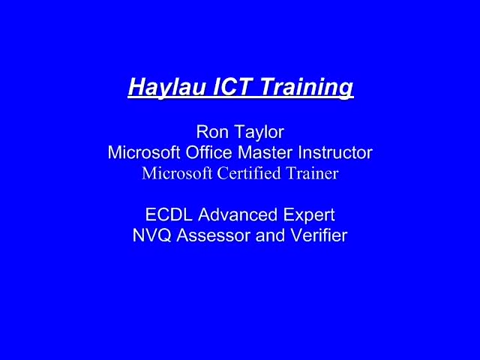 Haylau ICT Training
Ron Taylor
Microsoft Office Master Instructor
Microsoft Certified Trainer
ECDL Advanced Expert
NVQ Assessor and Verifier